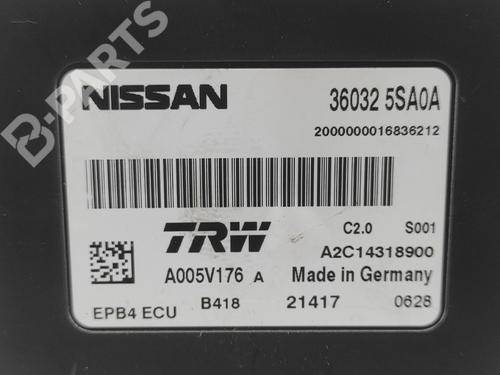 B-PARTS
NISSAN 36032 5SA0A
2000000016836212
TRW C2.0 S001
A2C14318900
A005V176 A Made in Germany
EPB4 ECU B418 21417 0628